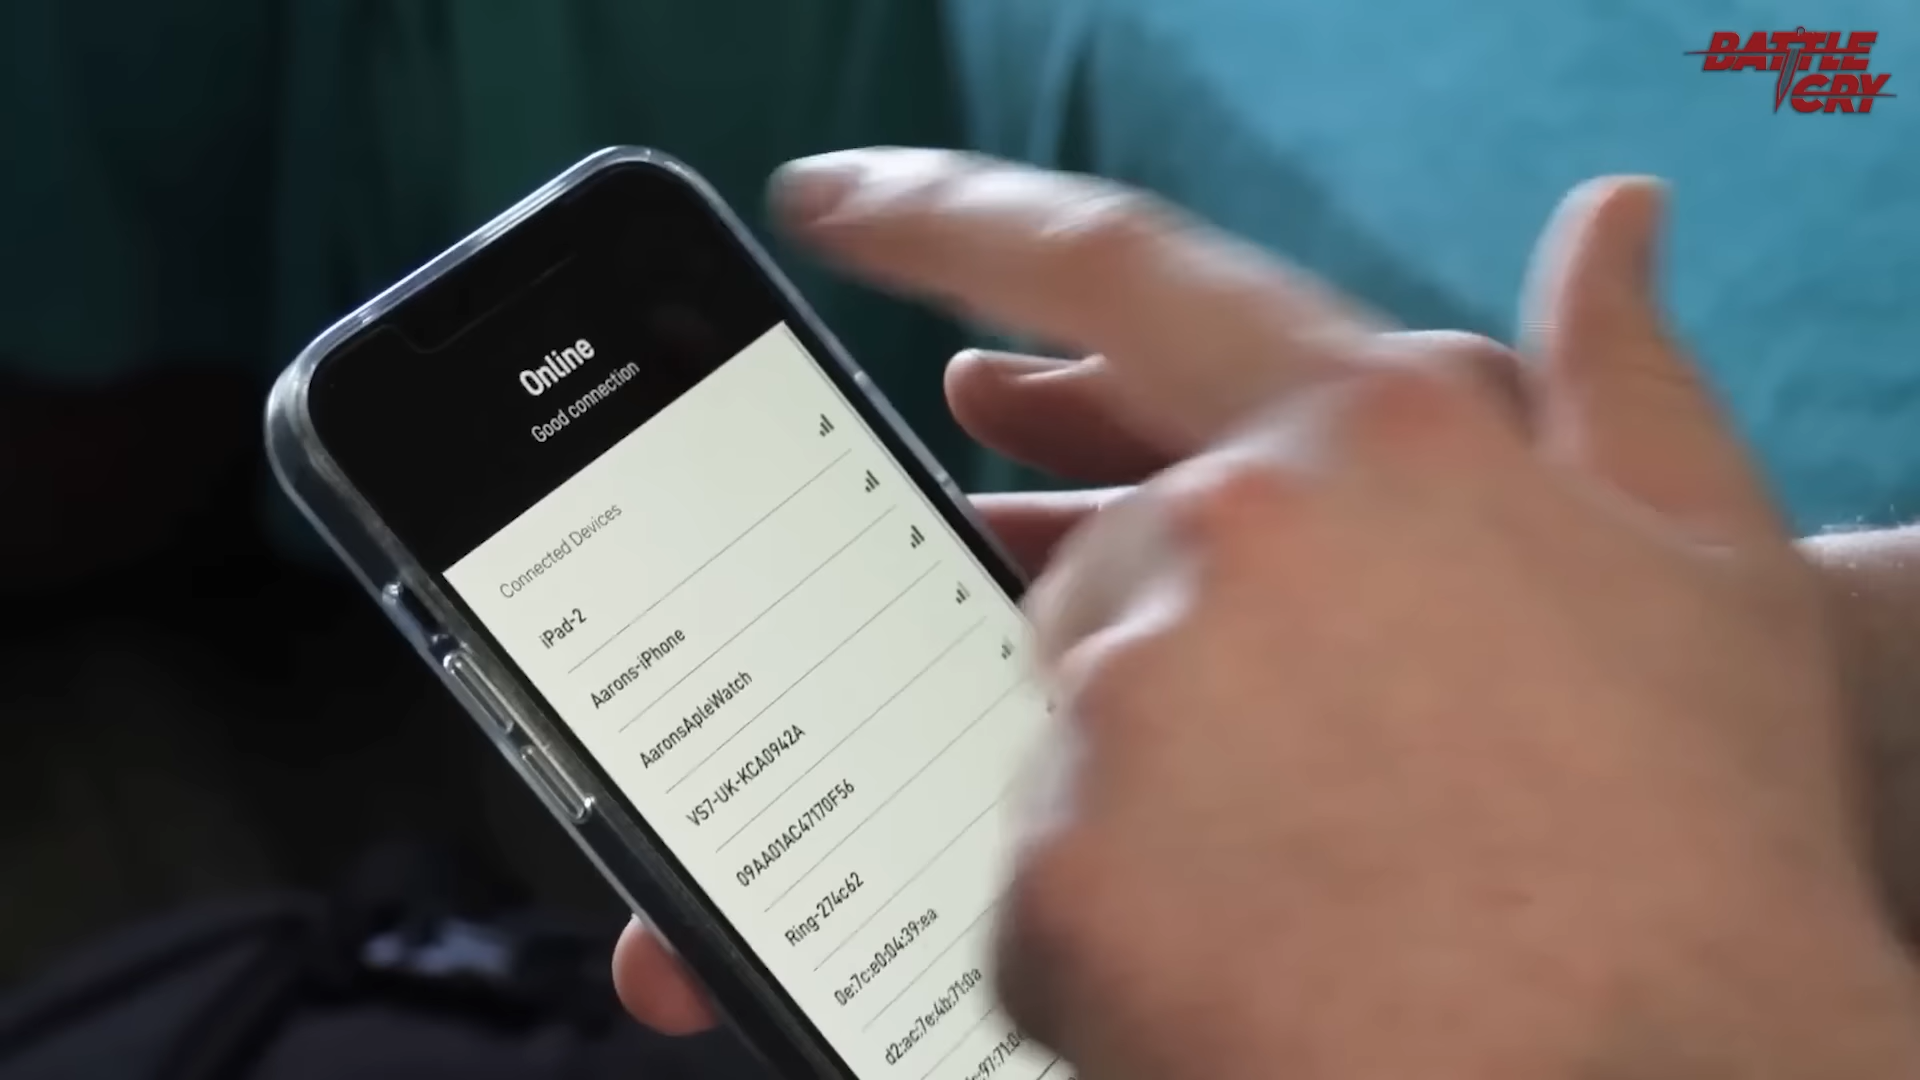 BATTLE
CRY
Online
Good connection
Connected Devices
iPad-2
Aarons-iPhone
AaronsApleWatch
VS7-UK-KCA0942A
09AA01AC47170F56
Ring-274c62
0e:7c:e0:04:39:ea
d2:ac:7e:4b:71:0a